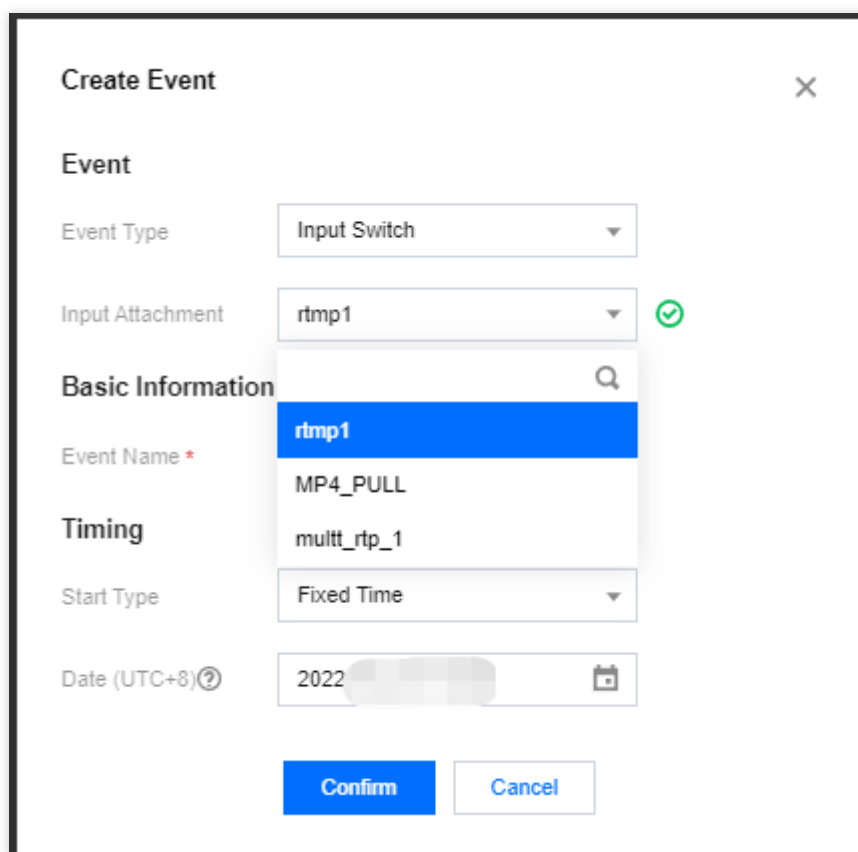 Create Event
Event
Event Type Input Switch
Input Attachment rtmp1
Basic Information
rtmp1
Event Name *
MP4_PULL
Timing
multt_rtp_1
Start Type Fixed Time
Date (UTC+8) 2022
Confirm Cancel